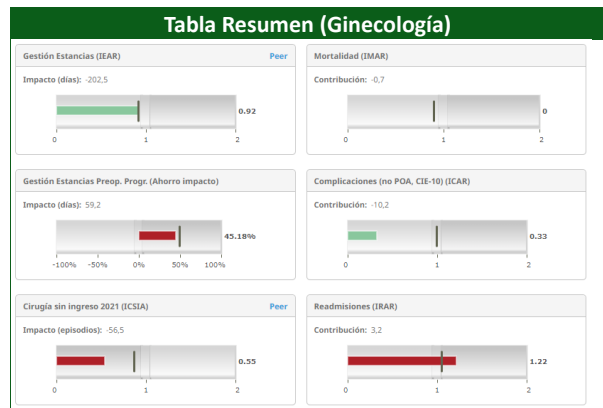 Tabla Resumen (Ginecología)
Gestión Estancias (IEAR) Peer
Impacto (días): -202,5
0.92
0 1 2
Mortalidad (IMAR)
Contribución: -0,7
0
0 1 2
Gestión Estancias Preop. Progr. (Ahorro impacto)
Impacto (días): 59,2
45.18%
-100% -50% 0% 50% 100%
Complicaciones (no POA, CIE-10) (ICAR)
Contribución: -10,2
0.33
0 1 2
Cirugía sin ingreso 2021 (ICSIA) Peer
Impacto (episodios): -56,5
0.55
0 1 2
Readmisiones (IRAR)
Contribución: 3,2
1.22
0 1 2